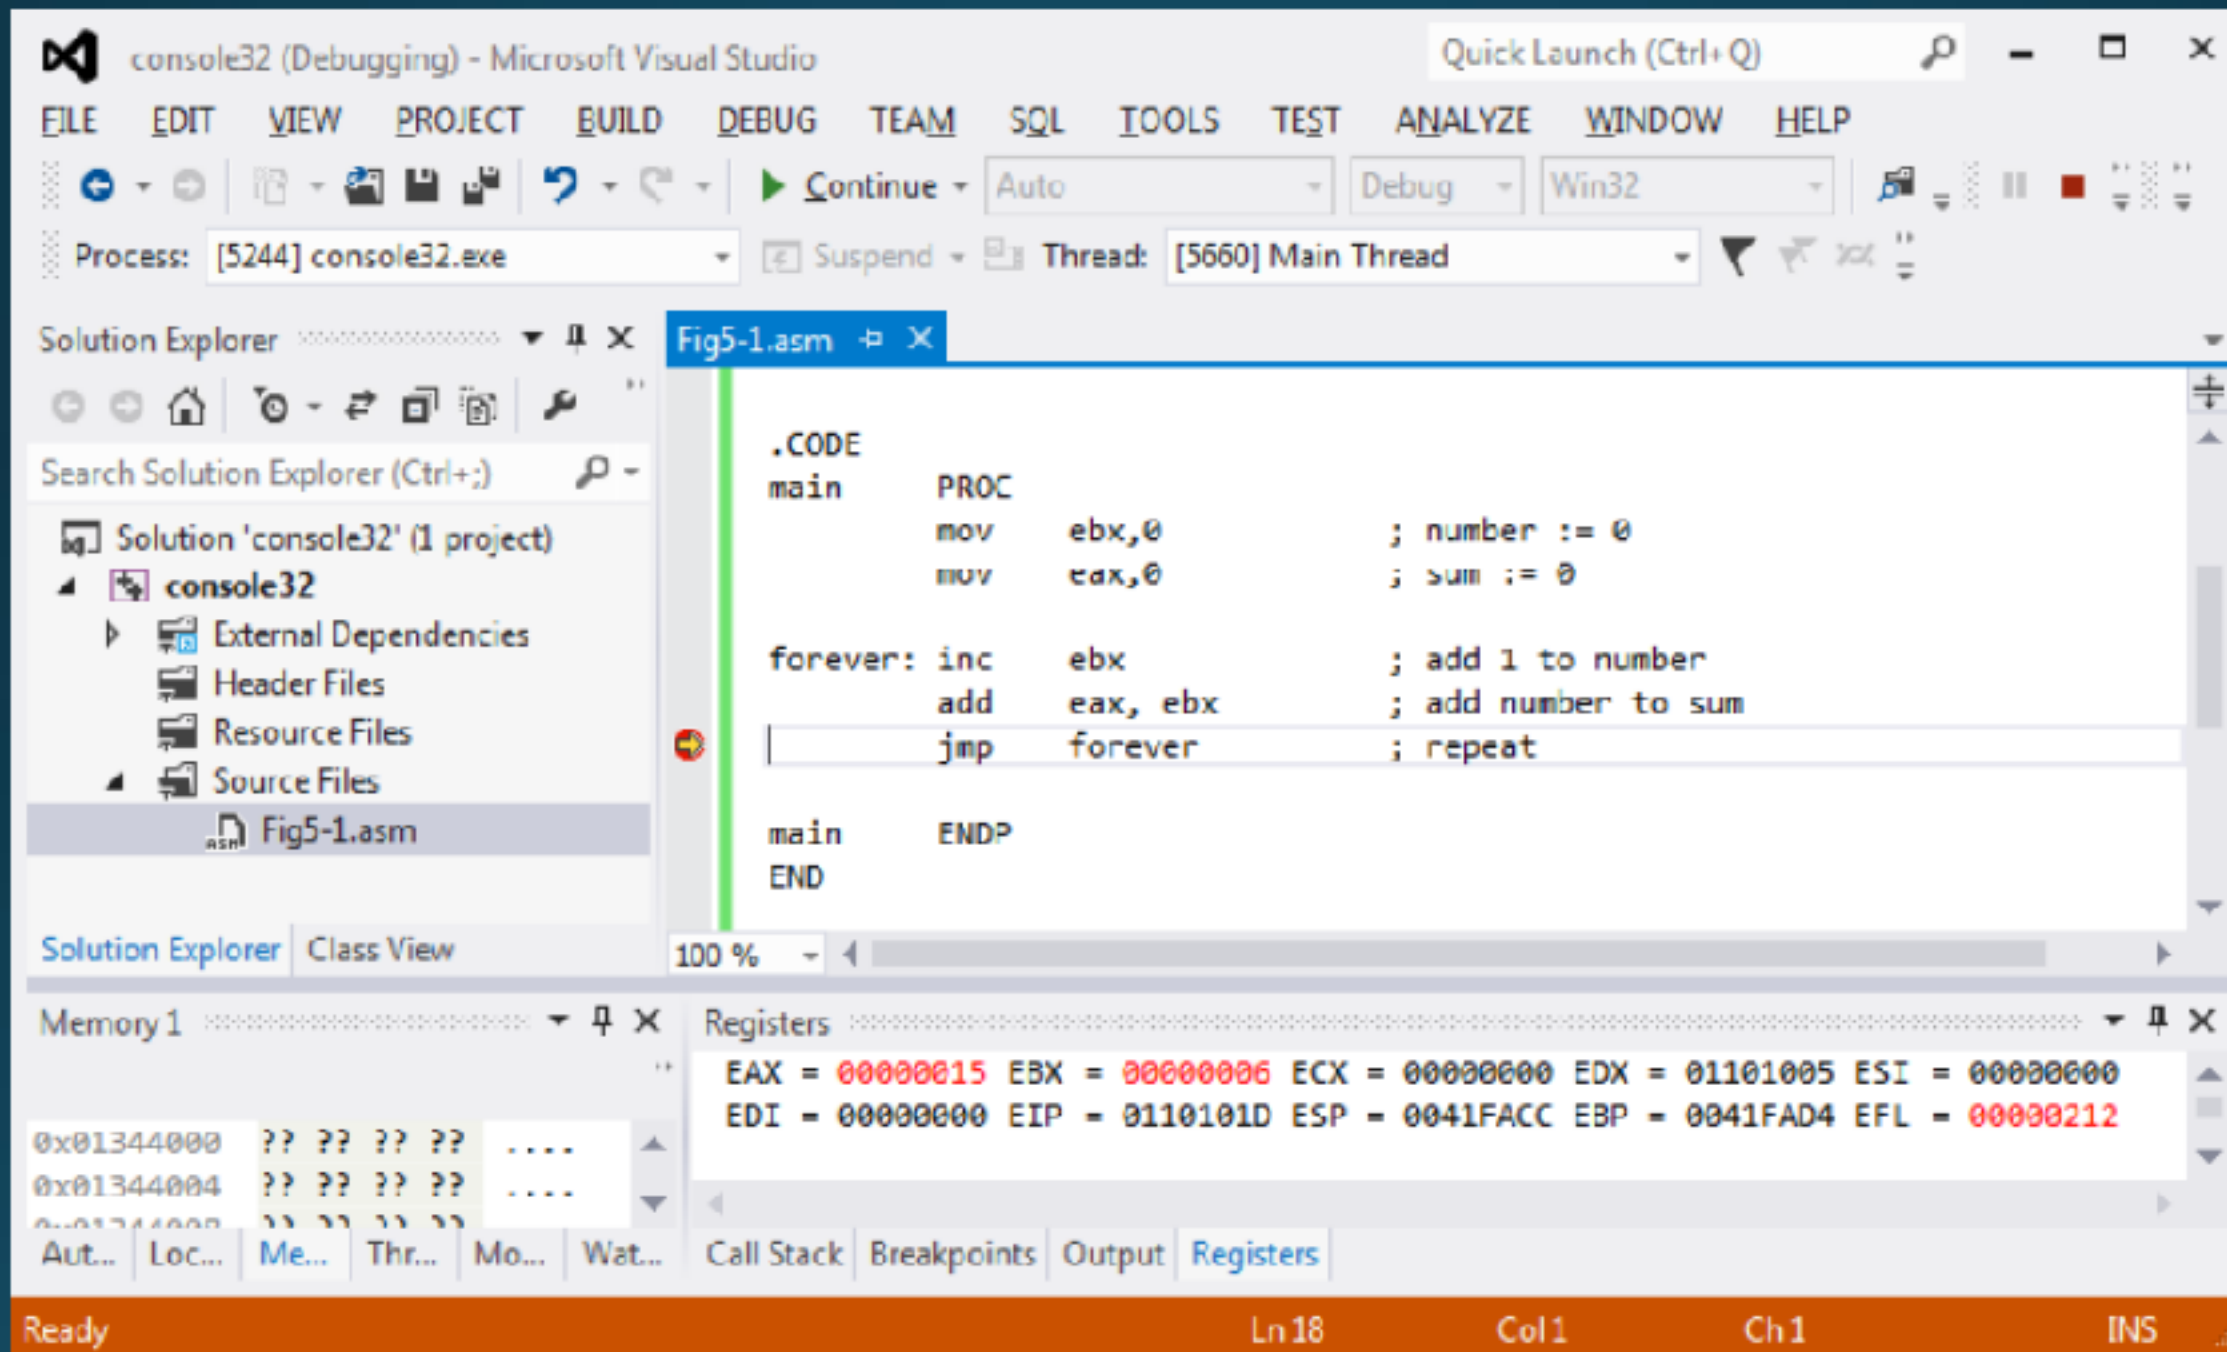 console32 (Debugging) - Microsoft Visual Studio Quick Launch (Ctrl+Q)
FILE EDIT VIEW PROJECT BUILD DEBUG TEAM SQL TOOLS TEST ANALYZE WINDOW HELP
Continue Auto Debug Win32
Process: [5244] console32.exe Suspend Thread: [5660] Main Thread
Solution Explorer
Search Solution Explorer (Ctrl+;)
Solution 'console32' (1 project)
console32
External Dependencies
Header Files
Resource Files
Source Files
ASM Fig5-1.asm
Solution Explorer Class View
Fig5-1.asm
.CODE
main PROC
mov ebx,0 ; number := 0
mov eax,0 ; sum := 0
forever: inc ebx ; add 1 to number
add eax, ebx ; add number to sum
jmp forever ; repeat
main ENDP
END
100 %
Memory 1
0x01344000 ?? ?? ?? ?? ....
0x01344004 ?? ?? ?? ?? ....
Aut... Loc... Me... Thr... Mo... Wat...
Registers
EAX = 00000015 EBX = 00000006 ECX = 00000000 EDX = 01101005 ESI = 00000000
EDI = 00000000 EIP = 0110101D ESP = 0041FACC EBP = 0041FAD4 EFL = 00000212
Call Stack Breakpoints Output Registers
Ready Ln 18 Col 1 Ch 1 INS